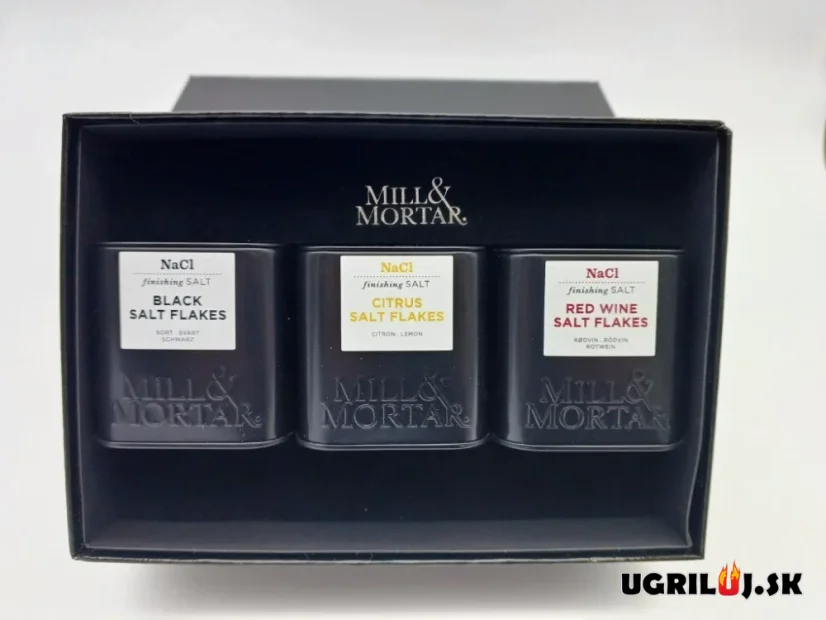 MILL&
MORTAR.
NaCl
finishing SALT
BLACK
SALT FLAKES
SORT . SVART
SCHWARZ
MILL&
MORTAR.
NaCl
finishing SALT
CITRUS
SALT FLAKES
CITRON . LEMON
MILL&
MORTAR.
NaCl
finishing SALT
RED WINE
SALT FLAKES
RØDVIN . RÖDVIN
ROTWEIN
MILL&
MORTAR.
UGRILUJ.SK